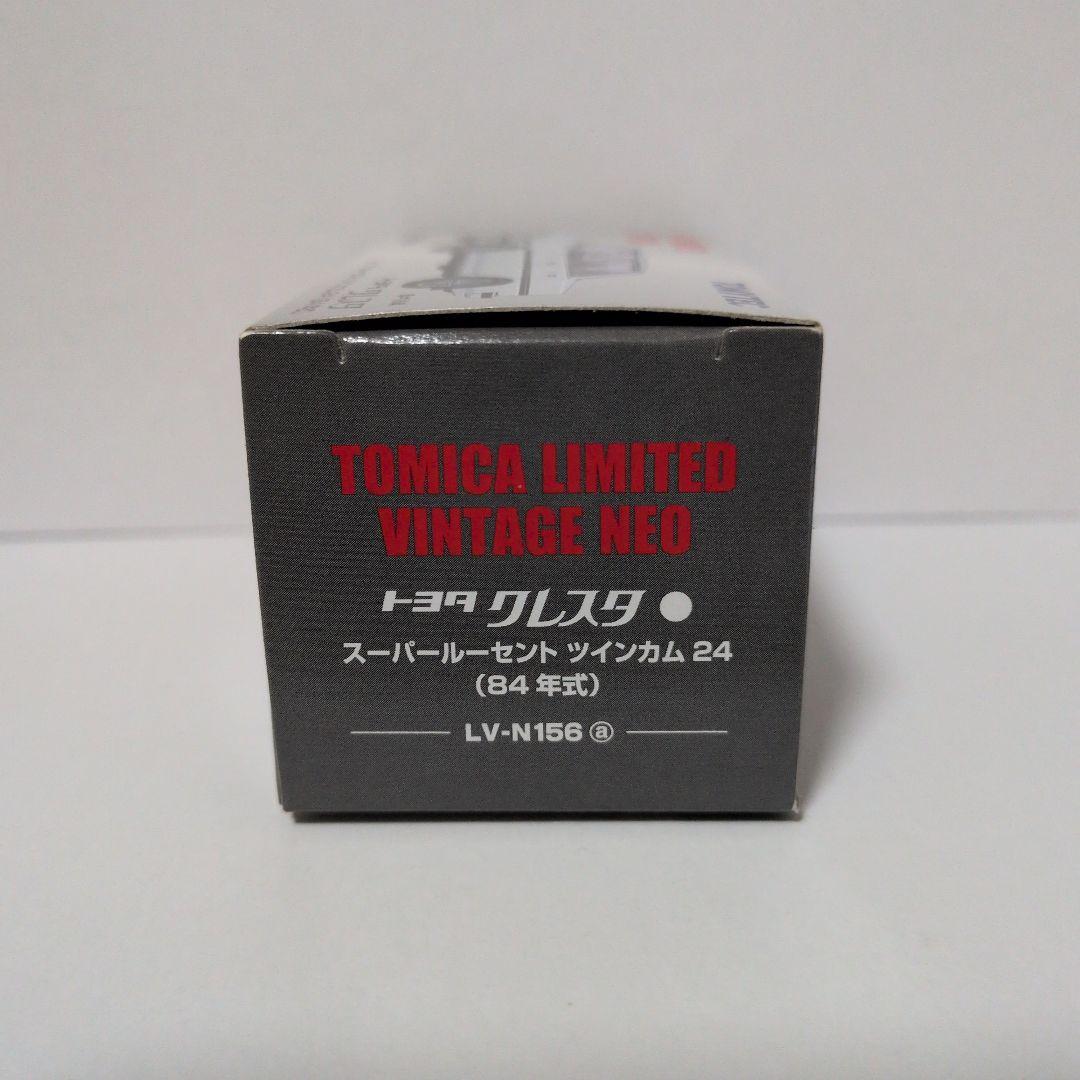 TOMICA LIMITED
VINTAGE NEO
トヨタ クレスタ
スーパールーセント ツインカム 24
(84 年式)
LV-N156 ⓐ